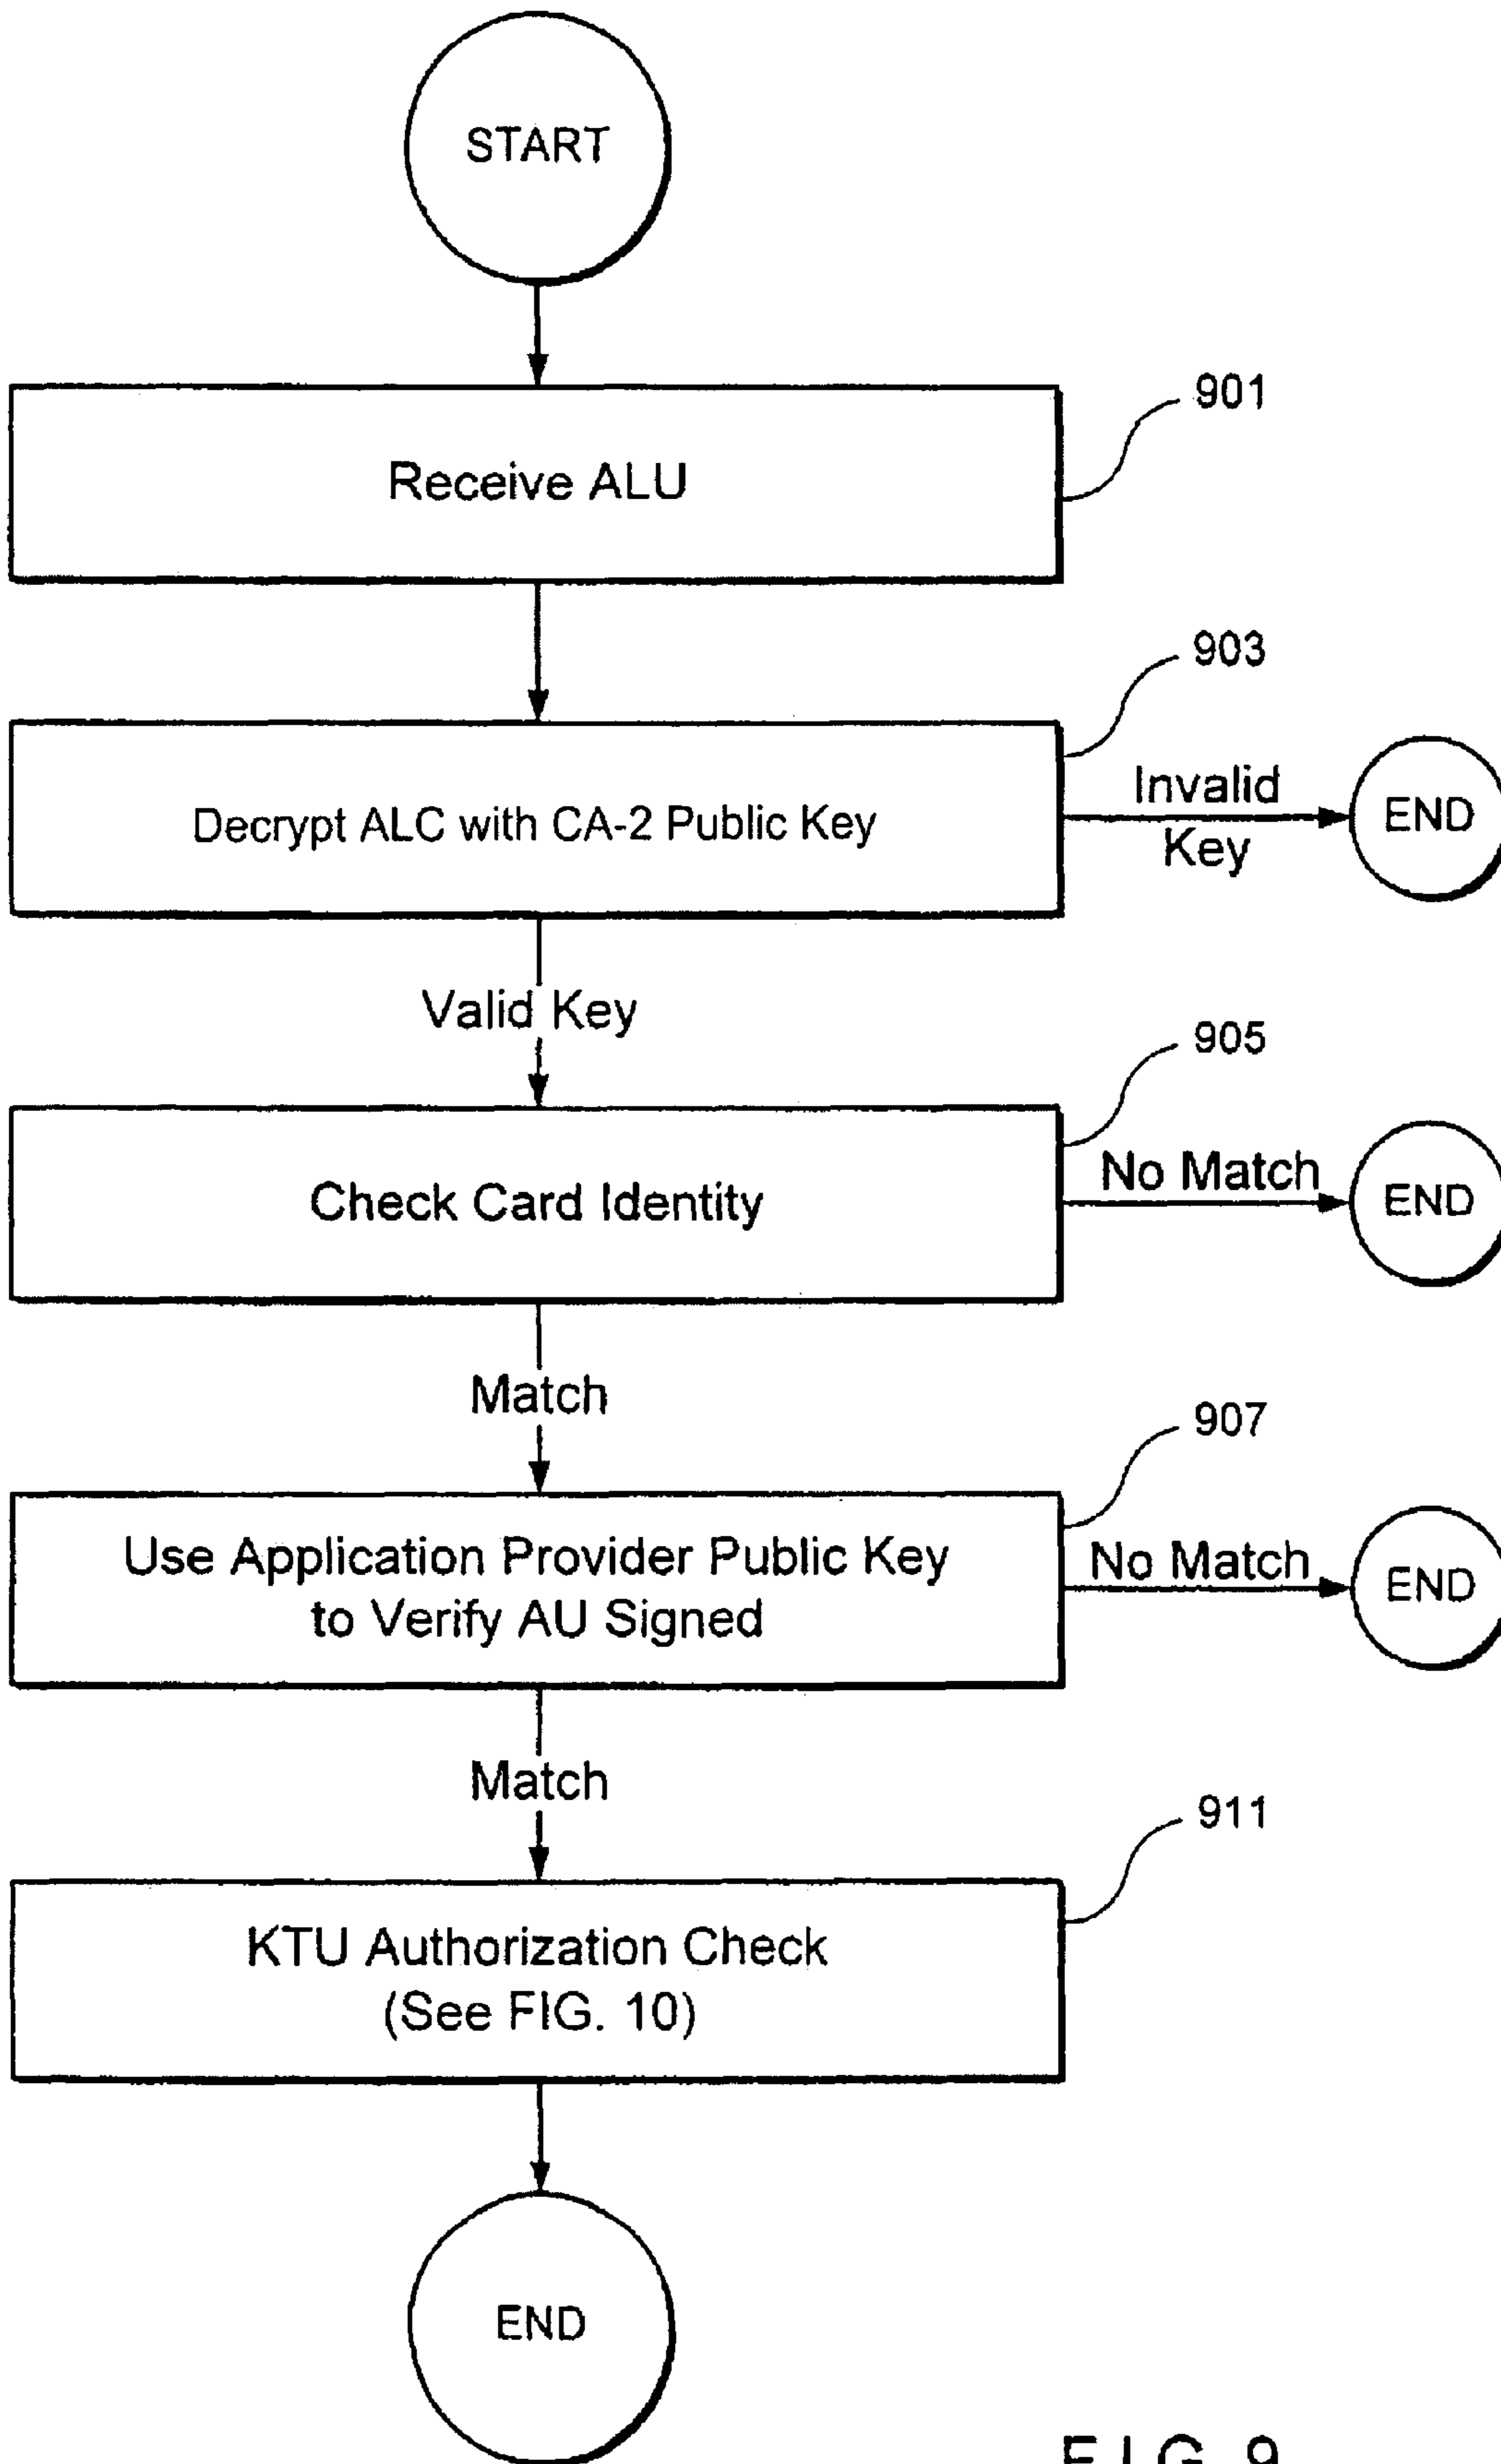 START
901
Receive ALU
903
Decrypt ALC with CA-2 Public Key
Invalid
Key
END
Valid Key
905
Check Card Identity
No Match
END
Match
907
Use Application Provider Public Key
to Verify AU Signed
No Match
END
Match
911
KTU Authorization Check
(See FIG. 10)
END
FIG. 9